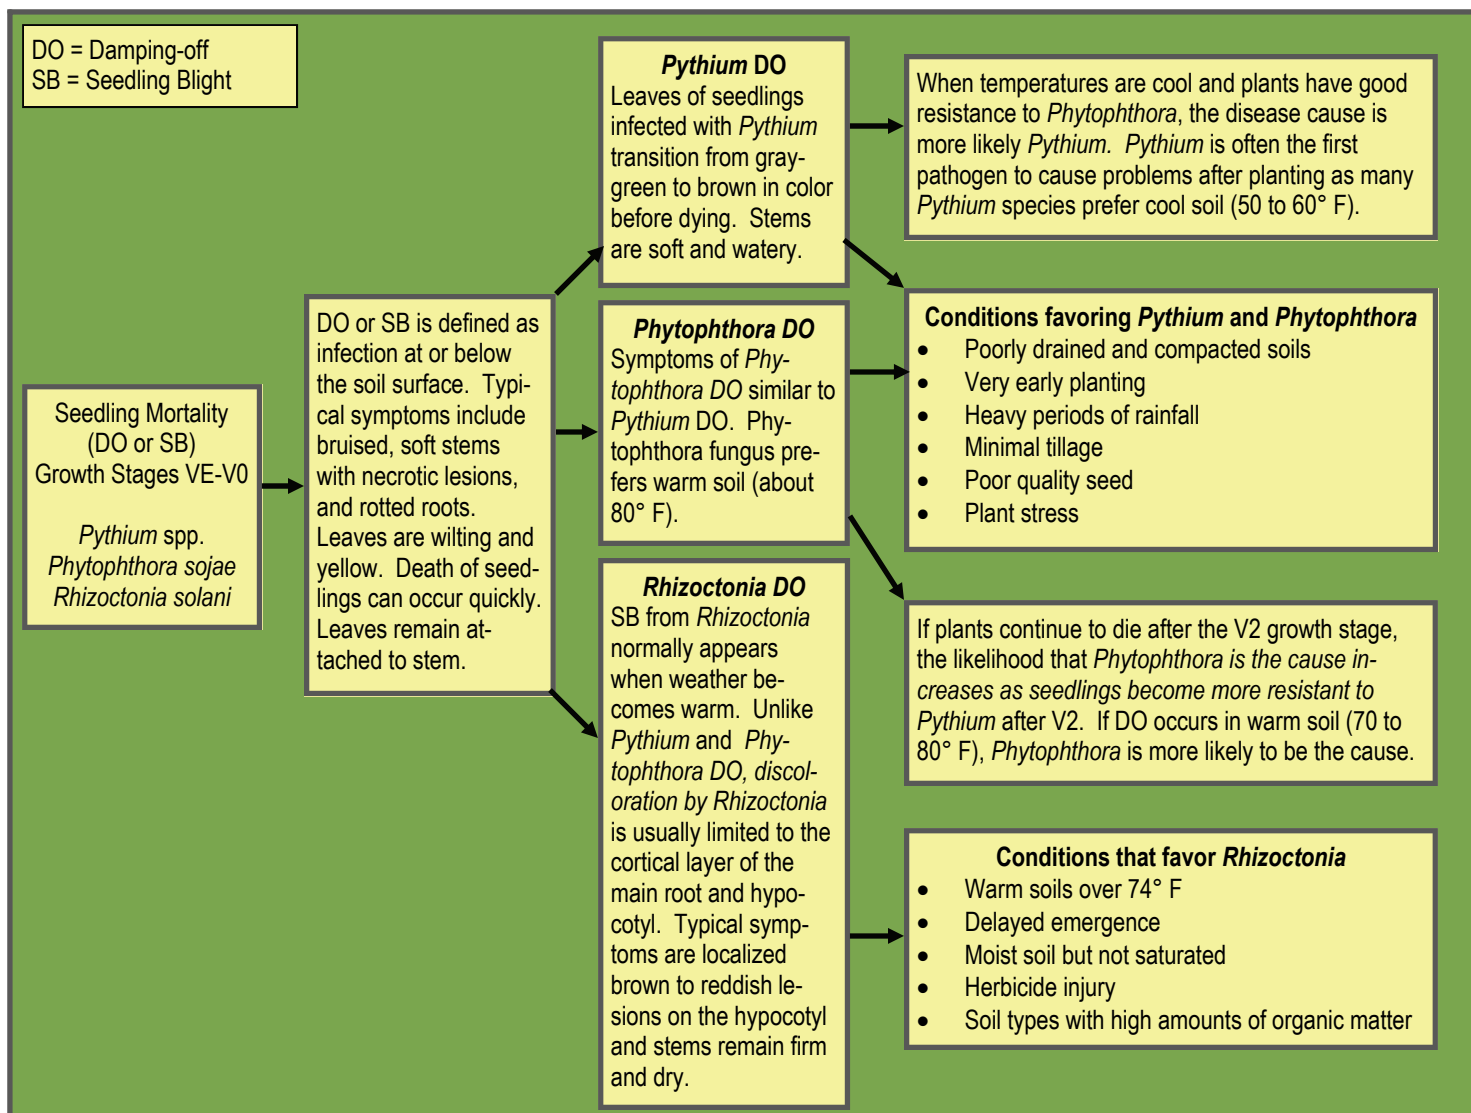 DO = Damping-off
SB = Seedling Blight
Seedling Mortality
(DO or SB)
Growth Stages VE-V0
Pythium spp.
Phytophthora sojae
Rhizoctonia solani
DO or SB is defined as
infection at or below
the soil surface. Typi-
cal symptoms include
bruised, soft stems
with necrotic lesions,
and rotted roots.
Leaves are wilting and
yellow. Death of seed-
lings can occur quickly.
Leaves remain at-
tached to stem.
Pythium DO
Leaves of seedlings
infected with Pythium
transition from gray-
green to brown in color
before dying. Stems
are soft and watery.
Phytophthora DO
Symptoms of Phy-
tophthora DO similar to
Pythium DO. Phy-
tophthora fungus pre-
fers warm soil (about
80° F).
Rhizoctonia DO
SB from Rhizoctonia
normally appears
when weather be-
comes warm. Unlike
Pythium and Phy-
tophthora DO, discol-
oration by Rhizoctonia
is usually limited to the
cortical layer of the
main root and hypo-
cotyl. Typical symp-
toms are localized
brown to reddish le-
sions on the hypocotyl
and stems remain firm
and dry.
When temperatures are cool and plants have good
resistance to Phytophthora, the disease cause is
more likely Pythium. Pythium is often the first
pathogen to cause problems after planting as many
Pythium species prefer cool soil (50 to 60° F).
Conditions favoring Pythium and Phytophthora
• Poorly drained and compacted soils
• Very early planting
• Heavy periods of rainfall
• Minimal tillage
• Poor quality seed
• Plant stress
If plants continue to die after the V2 growth stage,
the likelihood that Phytophthora is the cause in-
creases as seedlings become more resistant to
Pythium after V2. If DO occurs in warm soil (70 to
80° F), Phytophthora is more likely to be the cause.
Conditions that favor Rhizoctonia
• Warm soils over 74° F
• Delayed emergence
• Moist soil but not saturated
• Herbicide injury
• Soil types with high amounts of organic matter